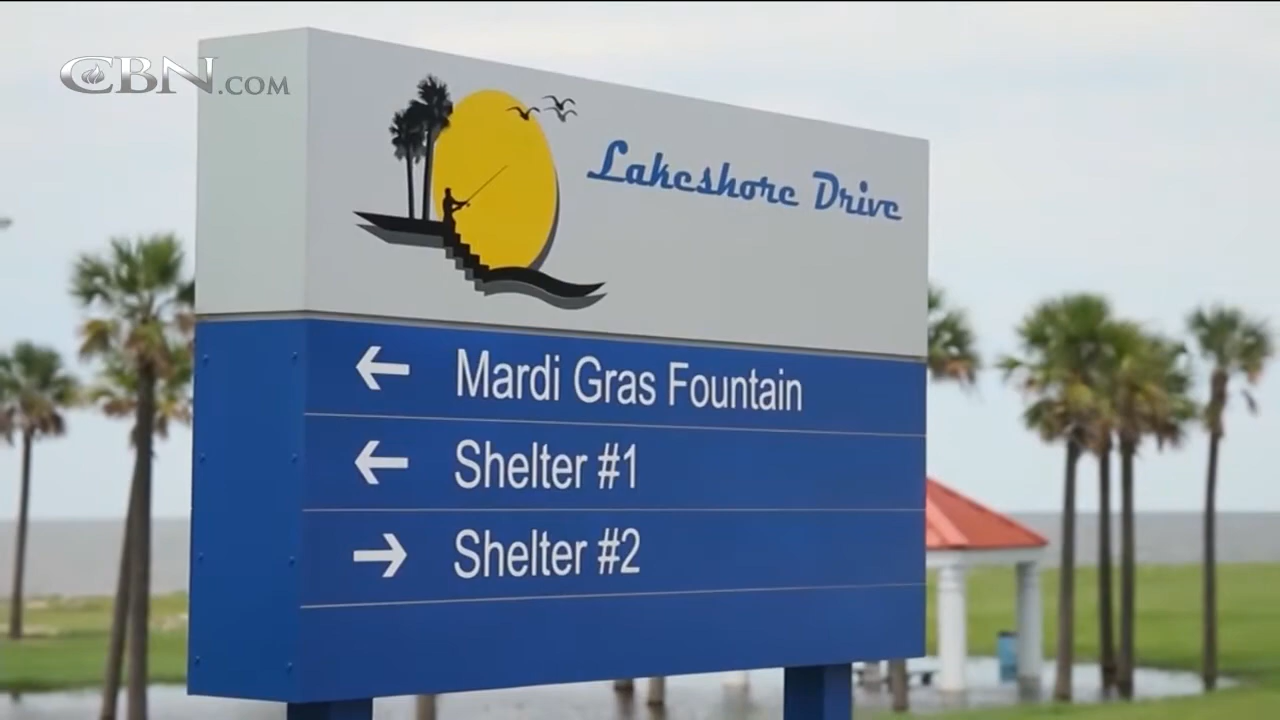 CBN.COM
Lakeshore Drive
← Mardi Gras Fountain
← Shelter #1
→ Shelter #2